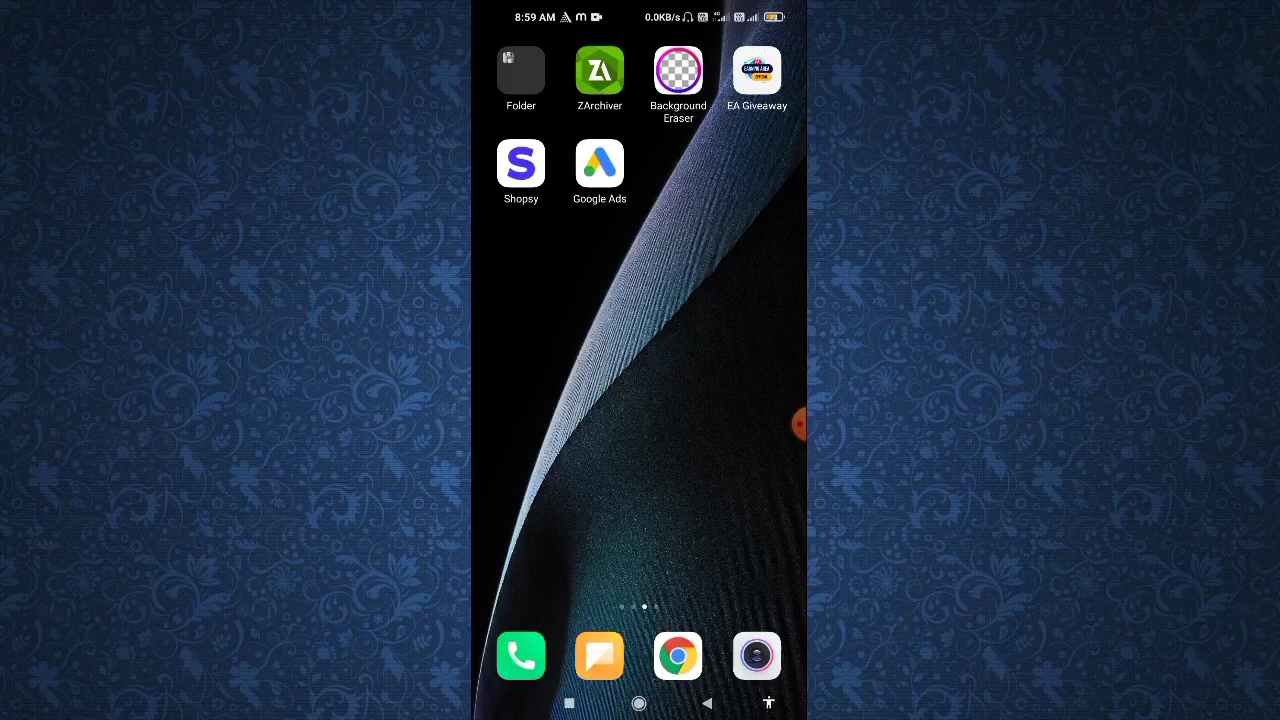 8:59 AM
0.0KB/s
Folder
ZArchiver
Background
Eraser
EA Giveaway
Shopsy
Google Ads